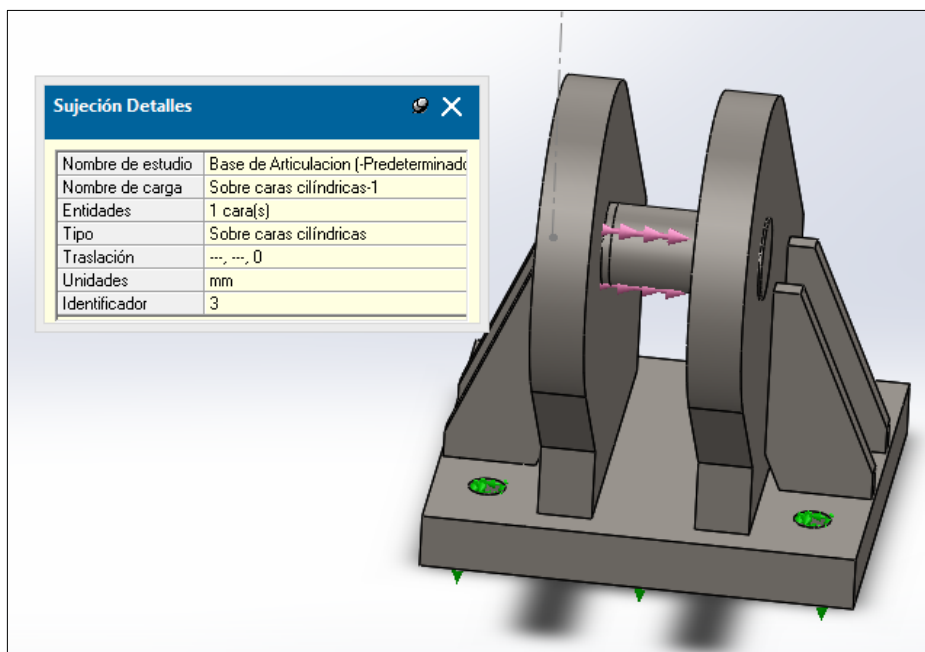 Sujeción Detalles
Nombre de estudio Base de Articulacion (-Predeterminado
Nombre de carga Sobre caras cilíndricas-1
Entidades 1 cara(s)
Tipo Sobre caras cilíndricas
Traslación ---, ---, 0
Unidades mm
Identificador 3